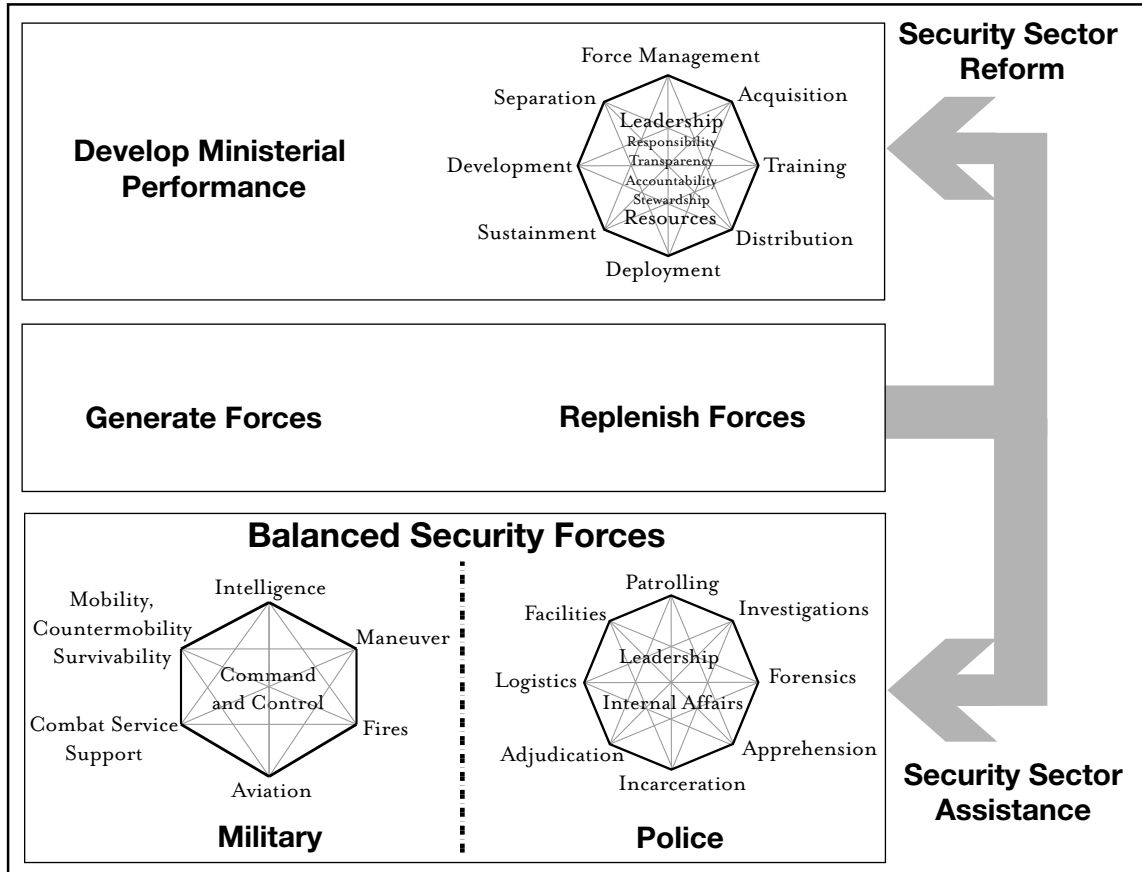 Security Sector
Reform
Develop Ministerial
Performance
Force Management
Separation
Acquisition
Development
Training
Sustainment
Distribution
Deployment
Leadership
Responsibility
Transparency
Accountability
Stewardship
Resources
Generate Forces
Replenish Forces
Balanced Security Forces
Intelligence
Mobility,
Countermobility
Survivability
Maneuver
Command
and Control
Combat Service
Support
Fires
Aviation
Military
Patrolling
Facilities
Investigations
Leadership
Logistics
Forensics
Internal Affairs
Adjudication
Apprehension
Incarceration
Police
Security Sector
Assistance